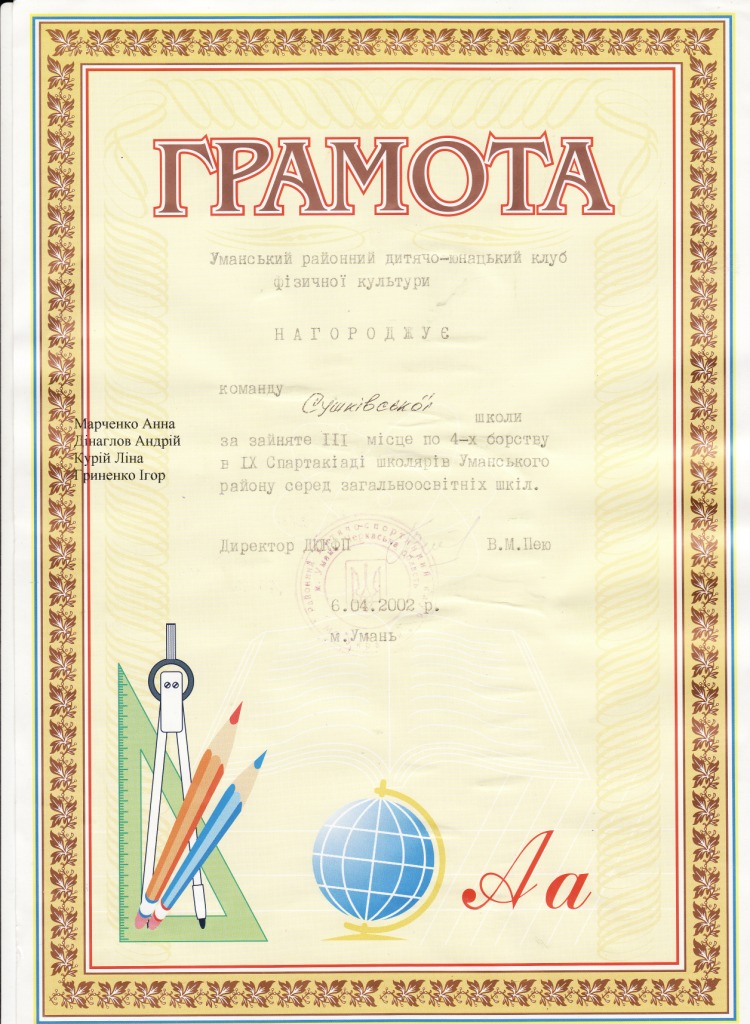 ГРАМОТА
Уманський районний дитячо-юнацький клуб
фізичної культури
НАГОРОДЖУЄ
команду
Сушківської
школи
Марченко Анна
Дінаглов Андрій
Курій Ліна
Гриненко Ігор
за зайняте III місце по 4-х борству
в IX Спартакіаді школярів Уманського
району серед загальноосвітніх шкіл.
Директор В.М.Цею
6.04.2002 р.
м.Умань
Аа